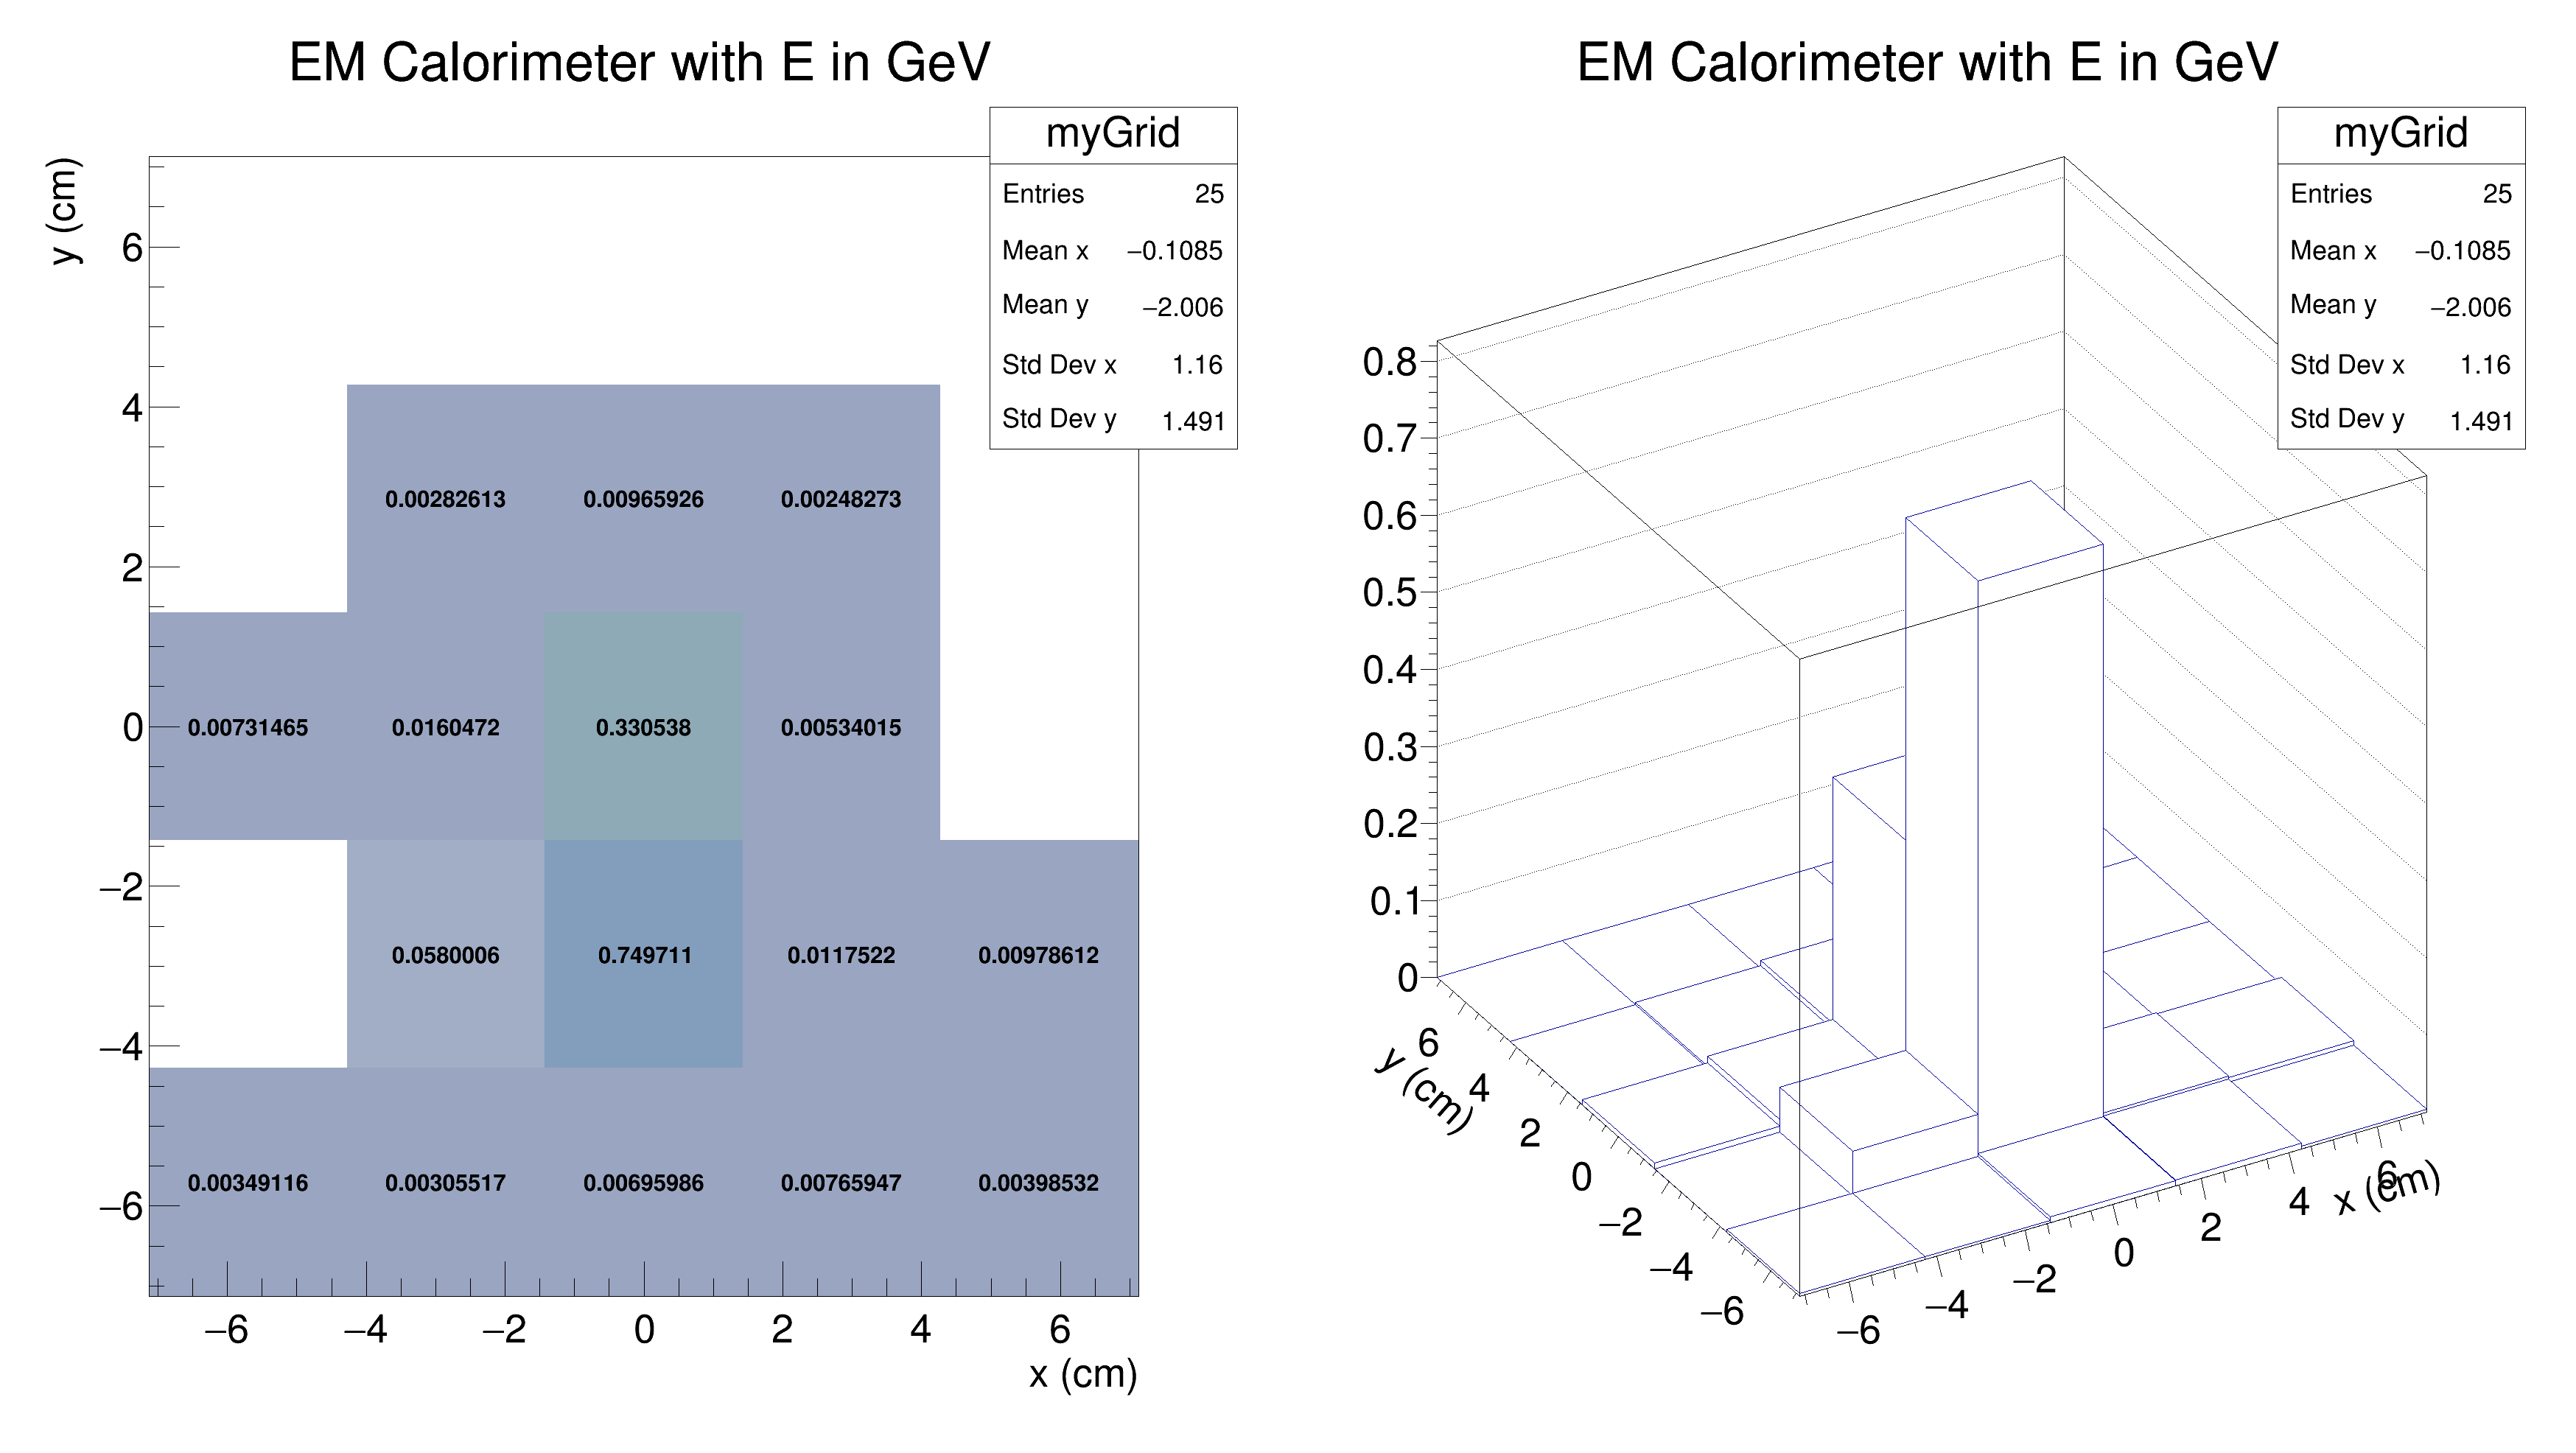 EM Calorimeter with E in GeV
myGrid
Entries 25
Mean x −0.1085
Mean y −2.006
Std Dev x 1.16
Std Dev y 1.491
y (cm)
6
4
2
0
−2
−4
−6
0.00282613 0.00965926 0.00248273
0.00731465 0.0160472 0.330538 0.00534015
0.0580006 0.749711 0.0117522 0.00978612
0.00349116 0.00305517 0.00695986 0.00765947 0.00398532
−6 −4 −2 0 2 4 6
x (cm)
EM Calorimeter with E in GeV
myGrid
Entries 25
Mean x −0.1085
Mean y −2.006
Std Dev x 1.16
Std Dev y 1.491
0.8
0.7
0.6
0.5
0.4
0.3
0.2
0.1
0
y (cm)
6
4
2
0
−2
−4
−6
−6 −4 −2 0 2 4 6
x (cm)